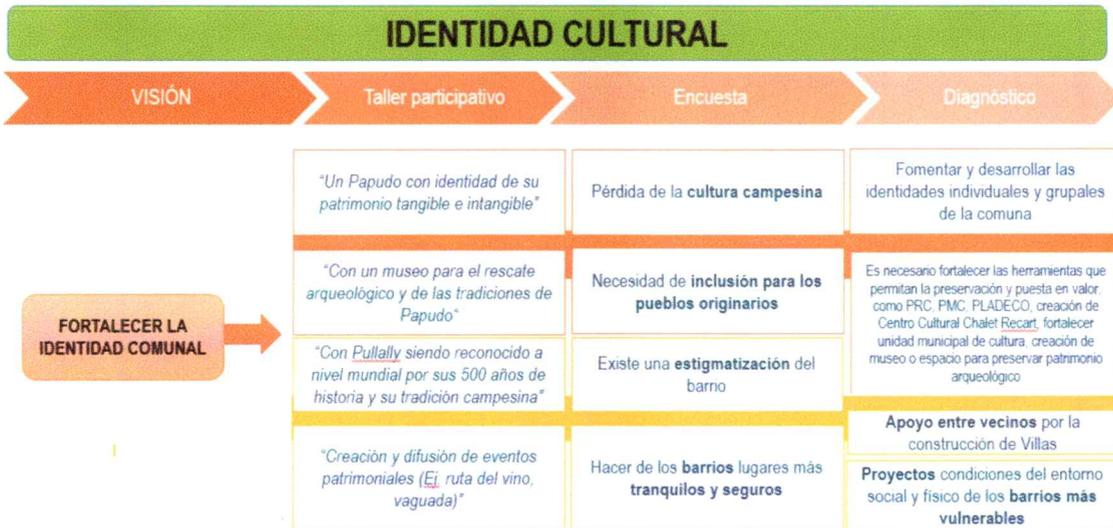 IDENTIDAD CULTURAL
VISIÓN
Taller participativo
Encuesta
Diagnóstico
FORTALECER LA
IDENTIDAD COMUNAL
"Un Papudo con identidad de su
patrimonio tangible e intangible"
Pérdida de la cultura campesina
Fomentar y desarrollar las
identidades individuales y grupales
de la comuna
"Con un museo para el rescate
arqueológico y de las tradiciones de
Papudo"
Necesidad de inclusión para los
pueblos originarios
Es necesario fortalecer las herramientas que
permitan la preservación y puesta en valor,
como PRC, PMC, PLADECO, creación de
Centro Cultural Chalet Recart, fortalecer
unidad municipal de cultura, creación de
museo o espacio para preservar patrimonio
arqueológico
"Con Pullally siendo reconocido a
nivel mundial por sus 500 años de
historia y su tradición campesina"
Existe una estigmatización del
barrio
"Creación y difusión de eventos
patrimoniales (Ej. ruta del vino,
vaguada)"
Hacer de los barrios lugares más
tranquilos y seguros
Apoyo entre vecinos por la
construcción de Villas
Proyectos condiciones del entorno
social y físico de los barrios más
vulnerables